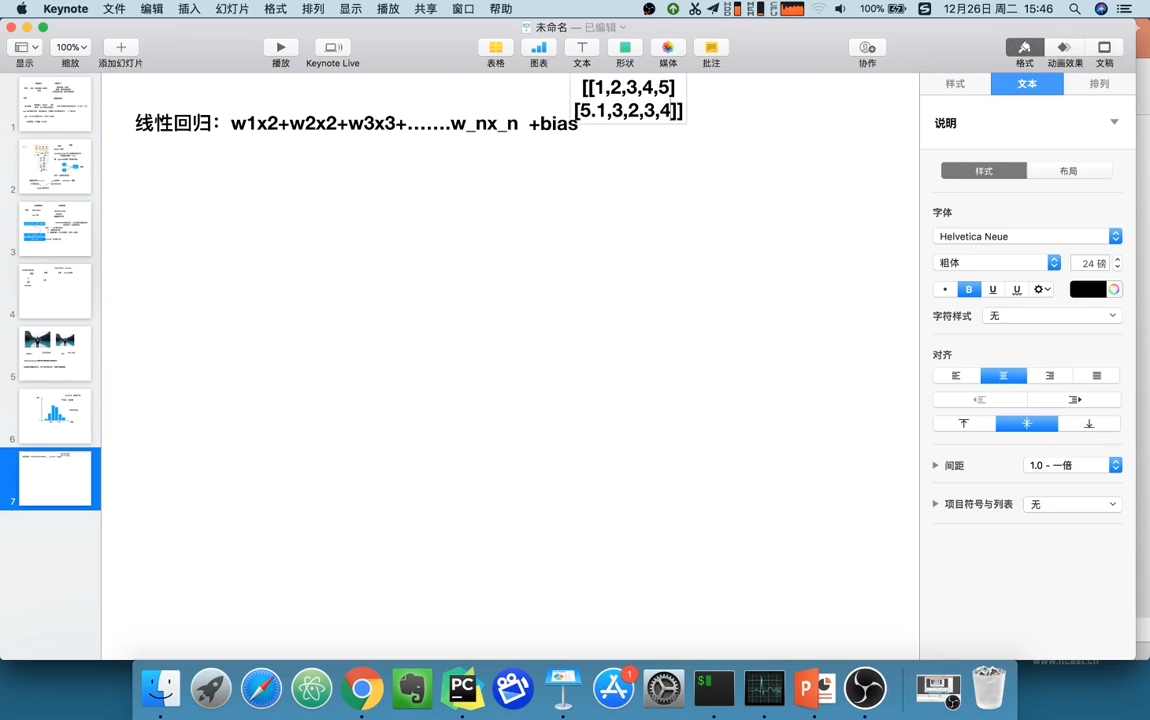 Keynote 文件 编辑 插入 幻灯片 格式 排列 显示 播放 共享 窗口 帮助 100% 12月26日 周二 15:46
未命名 — 已编辑
100%
显示 缩放 添加幻灯片 播放 Keynote Live 表格 图表 文本 形状 媒体 批注 协作 格式 动画效果 文稿
样式 文本 排列
[[1,2,3,4,5]
[5.1,3,2,3,4]]
线性回归：w1x2+w2x2+w3x3+…….w_nx_n +bias
说明
样式 布局
字体
Helvetica Neue
粗体 24 磅
B U U
字符样式 无
对齐
间距 1.0 - 一倍
项目符号与列表 无
1
2
3
4
5
6
7
1
PC
$
P
www.itcast.cn